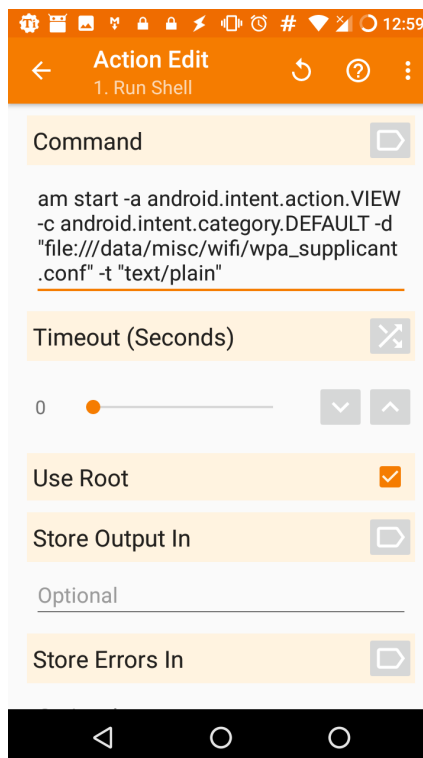 12:59
Action Edit
1. Run Shell
Command
am start -a android.intent.action.VIEW
-c android.intent.category.DEFAULT -d
"file:///data/misc/wifi/wpa_supplicant
.conf" -t "text/plain"
Timeout (Seconds)
0
Use Root
Store Output In
Optional
Store Errors In